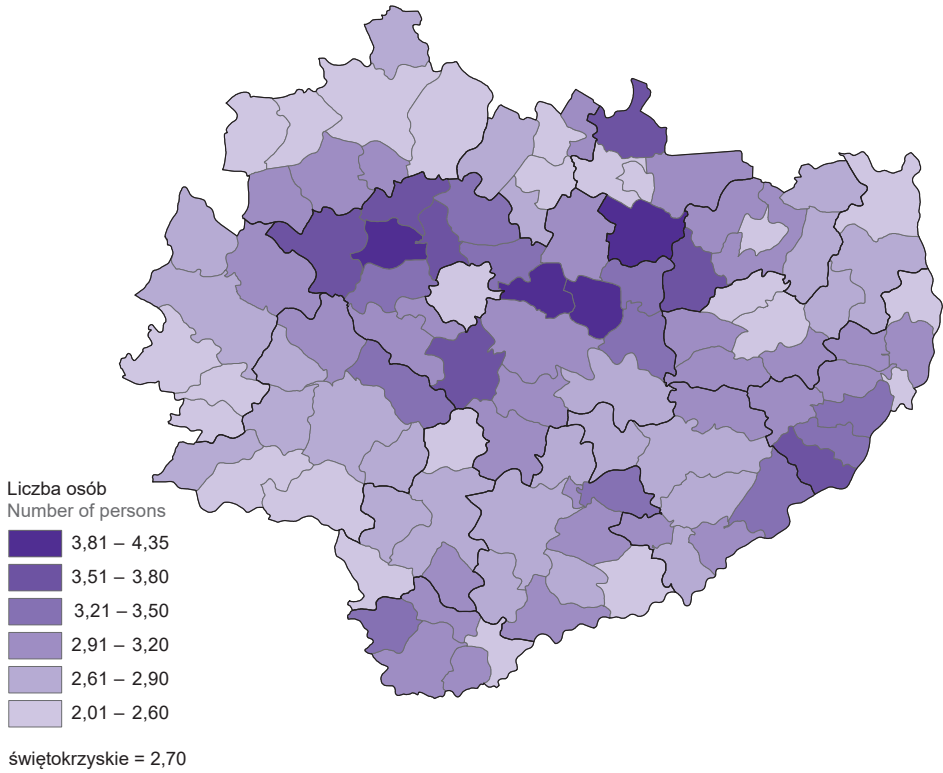 Liczba osób
Number of persons
3,81 – 4,35
3,51 – 3,80
3,21 – 3,50
2,91 – 3,20
2,61 – 2,90
2,01 – 2,60
świętokrzyskie = 2,70